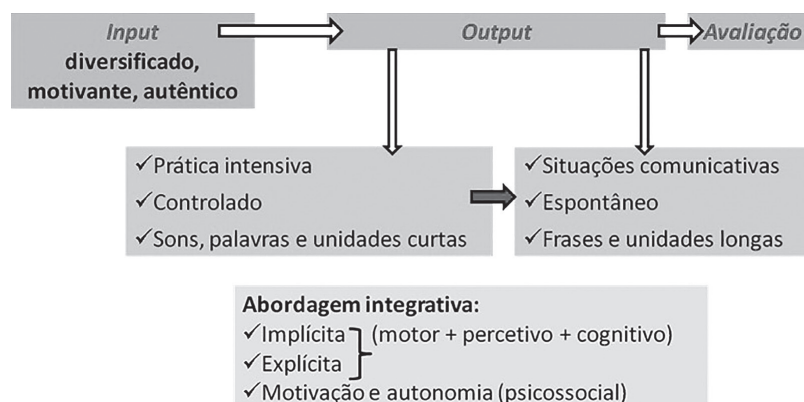 Input
diversificado,
motivante, autêntico
Output
Avaliação
✓Prática intensiva
✓Controlado
✓Sons, palavras e unidades curtas
✓Situações comunicativas
✓Espontâneo
✓Frases e unidades longas
Abordagem integrativa:
✓Implícita (motor + percetivo + cognitivo)
✓Explícita
✓Motivação e autonomia (psicossocial)